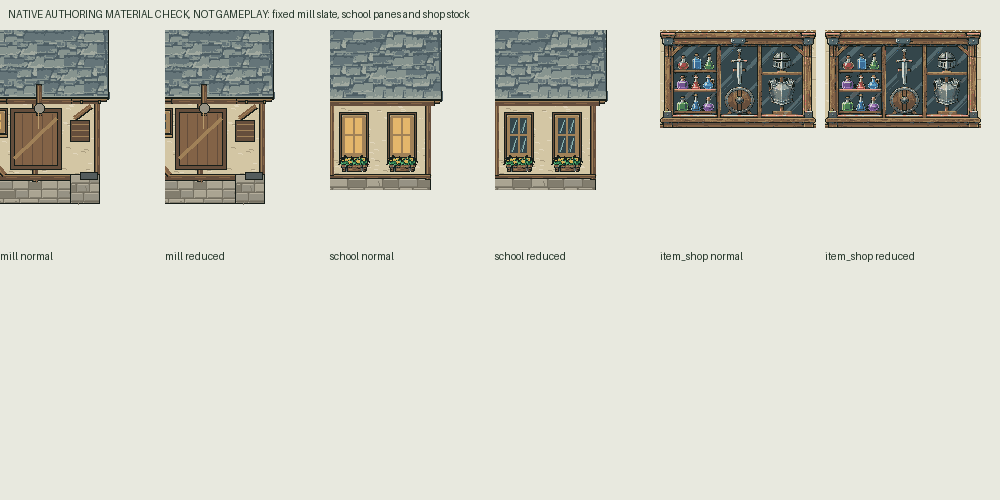 NATIVE AUTHORING MATERIAL CHECK, NOT GAMEPLAY: fixed mill slate, school panes and shop stock
mill normal
mill reduced
school normal
school reduced
item_shop normal
item_shop reduced